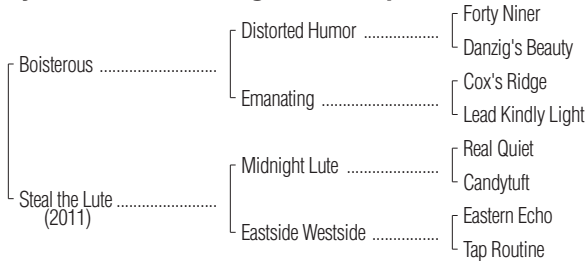 Forty Niner
Distorted Humor ..................
Danzig's Beauty
Boisterous ...........................
Cox's Ridge
Emanating ..................................
Lead Kindly Light
Real Quiet
Midnight Lute .....................
Candytuft
Steal the Lute .......................
(2011)
Eastern Echo
Eastside Westside ................
Tap Routine